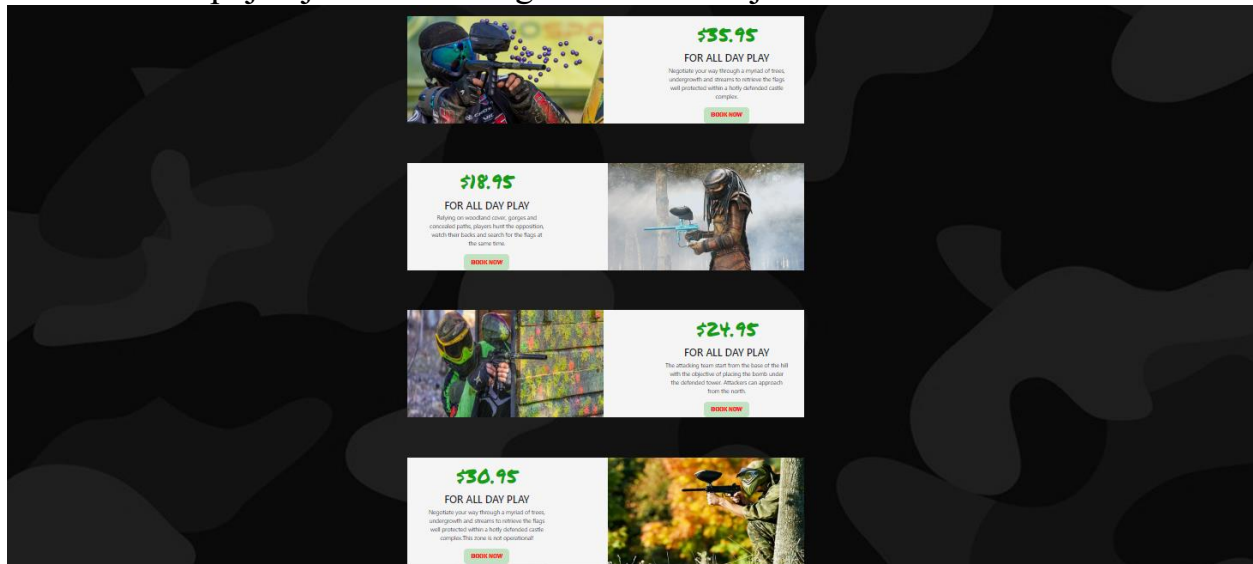 $35.95
FOR ALL DAY PLAY
Negotiate your way through a myriad of trees,
undergrowth and streams to retrieve the flags
well protected within a hotly defended castle
complex.
BOOK NOW
$18.95
FOR ALL DAY PLAY
Relying on woodland cover, gorges and
concealed paths, players hunt the opposition,
watch their backs and search for the flags at
the same time.
BOOK NOW
$24.95
FOR ALL DAY PLAY
The attacking team start from the base of the hill
with the objective of placing the bomb under
the defended tower. Attackers can approach
from the north.
BOOK NOW
$30.95
FOR ALL DAY PLAY
Negotiate your way through a myriad of trees,
undergrowth and streams to retrieve the flags
well protected within a hotly defended castle
complex.This zone is not operational!
BOOK NOW